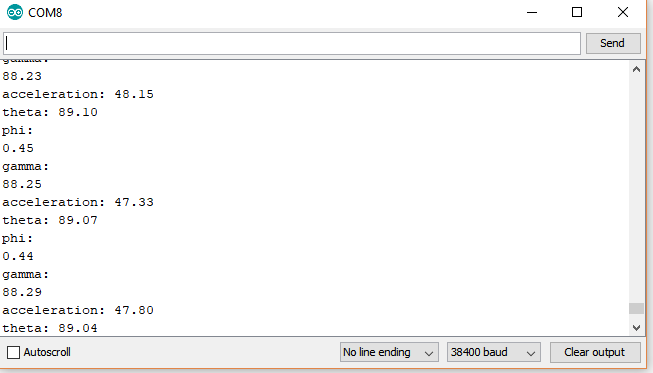 COM8
Send
gamma:
88.23
acceleration: 48.15
theta: 89.10
phi:
0.45
gamma:
88.25
acceleration: 47.33
theta: 89.07
phi:
0.44
gamma:
88.29
acceleration: 47.80
theta: 89.04
Autoscroll
No line ending
38400 baud
Clear output